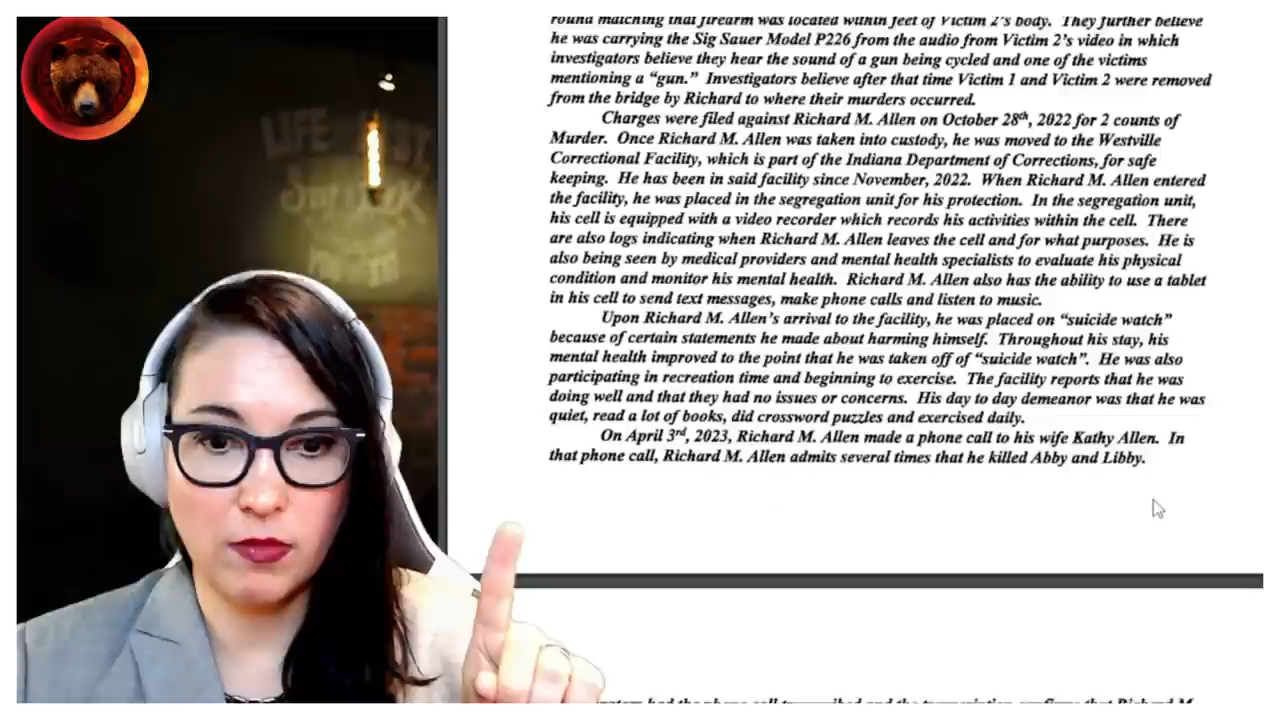 LIFE
round matching that firearm was located within feet of Victim 2's body. They further believe
he was carrying the Sig Sauer Model P226 from the audio from Victim 2's video in which
investigators believe they hear the sound of a gun being cycled and one of the victims
mentioning a “gun.” Investigators believe after that time Victim 1 and Victim 2 were removed
from the bridge by Richard to where their murders occurred.
Charges were filed against Richard M. Allen on October 28th, 2022 for 2 counts of
Murder. Once Richard M. Allen was taken into custody, he was moved to the Westville
Correctional Facility, which is part of the Indiana Department of Corrections, for safe
keeping. He has been in said facility since November, 2022. When Richard M. Allen entered
the facility, he was placed in the segregation unit for his protection. In the segregation unit,
his cell is equipped with a video recorder which records his activities within the cell. There
are also logs indicating when Richard M. Allen leaves the cell and for what purposes. He is
also being seen by medical providers and mental health specialists to evaluate his physical
condition and monitor his mental health. Richard M. Allen also has the ability to use a tablet
in his cell to send text messages, make phone calls and listen to music.
Upon Richard M. Allen's arrival to the facility, he was placed on “suicide watch”
because of certain statements he made about harming himself. Throughout his stay, his
mental health improved to the point that he was taken off of “suicide watch”. He was also
participating in recreation time and beginning to exercise. The facility reports that he was
doing well and that they had no issues or concerns. His day to day demeanor was that he was
quiet, read a lot of books, did crossword puzzles and exercised daily.
On April 3rd, 2023, Richard M. Allen made a phone call to his wife Kathy Allen. In
that phone call, Richard M. Allen admits several times that he killed Abby and Libby.
had the phone call transcribed and the transcription confirms that Richard M.